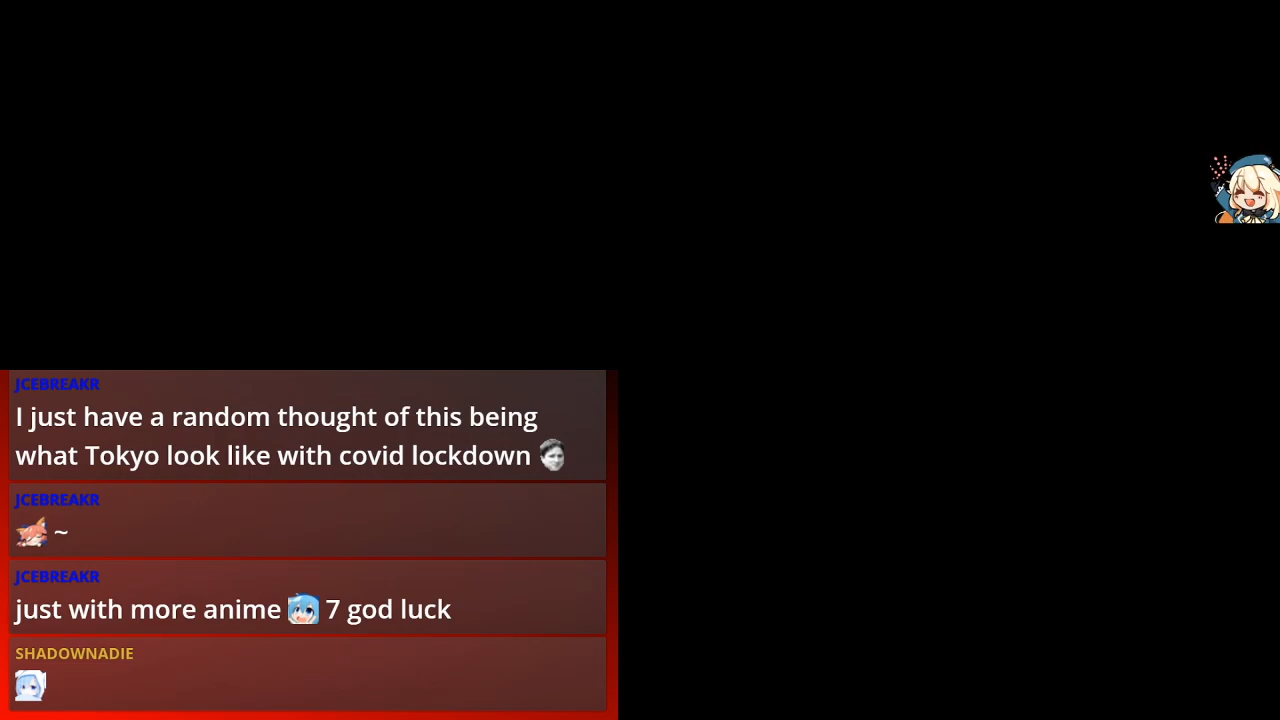 JCEBREAKR
I just have a random thought of this being
what Tokyo look like with covid lockdown
JCEBREAKR
~
JCEBREAKR
just with more anime 7 god luck
SHADOWNADIE